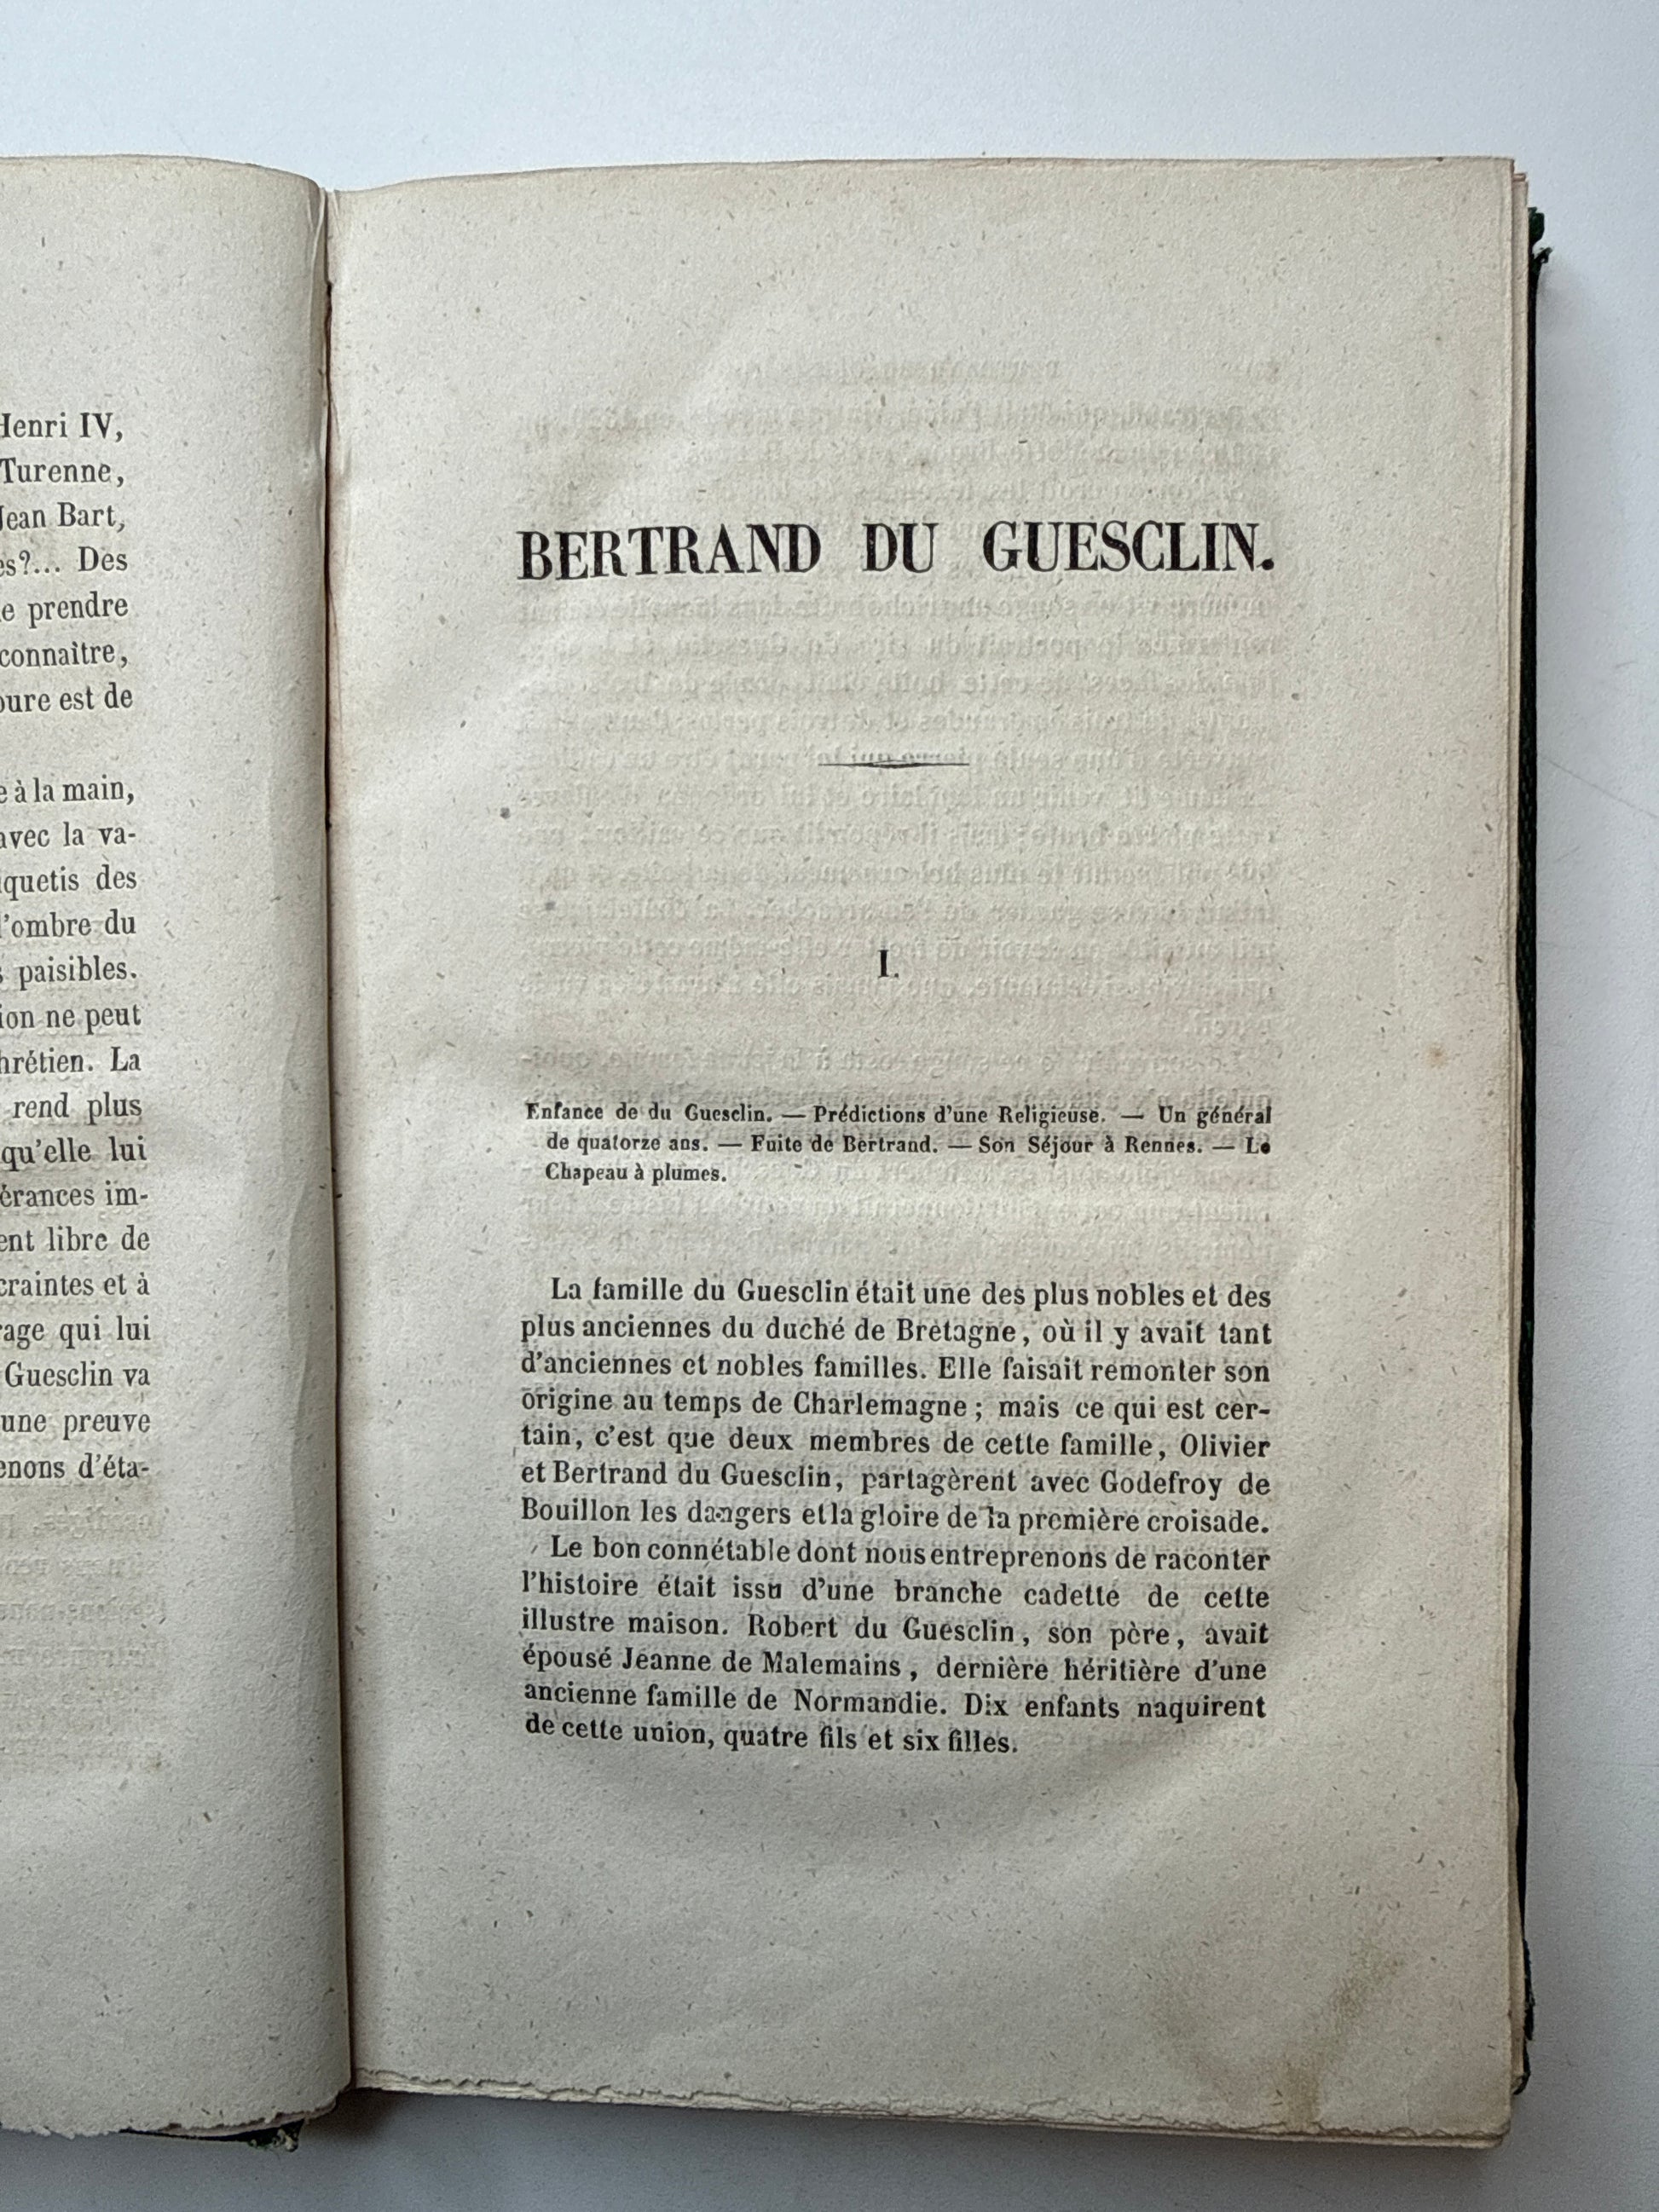 Henri IV,
Turenne,
Jean Bart,
es?... Des
e prendre
connaître,
oure est de
e à la main,
avec la va-
iquetis des
l'ombre du
s paisibles.
ion ne peut
hrétien. La
rend plus
qu'elle lui
érances im-
ent libre de
craintes et à
rage qui lui
Guesclin va
une preuve
enons d'éta-
BERTRAND DU GUESCLIN.
I.
Enfance de du Guesclin. — Prédictions d'une Religieuse. — Un général
de quatorze ans. — Fuite de Bertrand. — Son Séjour à Rennes. — Le
Chapeau à plumes.
La famille du Guesclin était une des plus nobles et des
plus anciennes du duché de Bretagne, où il y avait tant
d'anciennes et nobles familles. Elle faisait remonter son
origine au temps de Charlemagne ; mais ce qui est cer-
tain, c'est que deux membres de cette famille, Olivier
et Bertrand du Guesclin, partagèrent avec Godefroy de
Bouillon les dangers et la gloire de la première croisade.
Le bon connétable dont nous entreprenons de raconter
l'histoire était issu d'une branche cadette de cette
illustre maison. Robert du Guesclin, son père, avait
épousé Jeanne de Malemains, dernière héritière d'une
ancienne famille de Normandie. Dix enfants naquirent
de cette union, quatre fils et six filles.